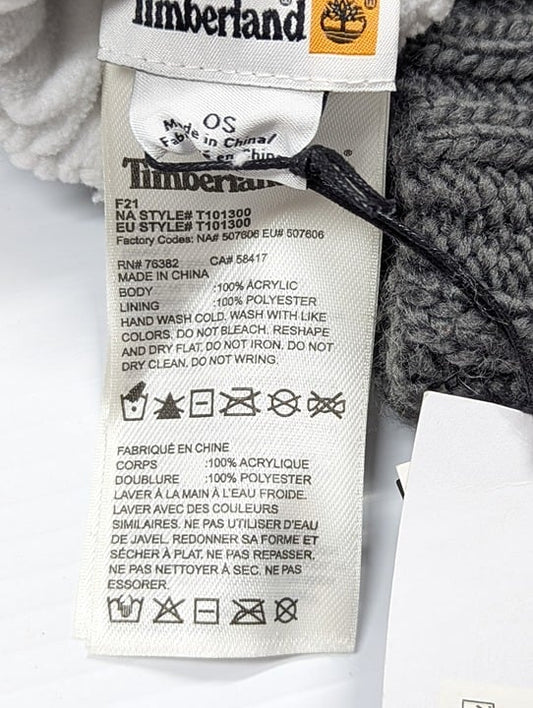 Timberland®
OS
Made in China/
en Chine
Timberland®
F21
NA STYLE# T101300
EU STYLE# T101300
Factory Codes: NA# 507606 EU# 507606
RN# 76382 CA# 58417
MADE IN CHINA
BODY :100% ACRYLIC
LINING :100% POLYESTER
HAND WASH COLD, WASH WITH LIKE
COLORS. DO NOT BLEACH. RESHAPE
AND DRY FLAT. DO NOT IRON. DO NOT
DRY CLEAN. DO NOT WRING.
FABRIQUÉ EN CHINE
CORPS :100% ACRYLIQUE
DOUBLURE :100% POLYESTER
LAVER À LA MAIN À L'EAU FROIDE.
LAVER AVEC DES COULEURS
SIMILAIRES. NE PAS UTILISER D'EAU
DE JAVEL, REDONNER SA FORME ET
SÉCHER À PLAT. NE PAS REPASSER.
NE PAS NETTOYER À SEC. NE PAS
ESSORER.